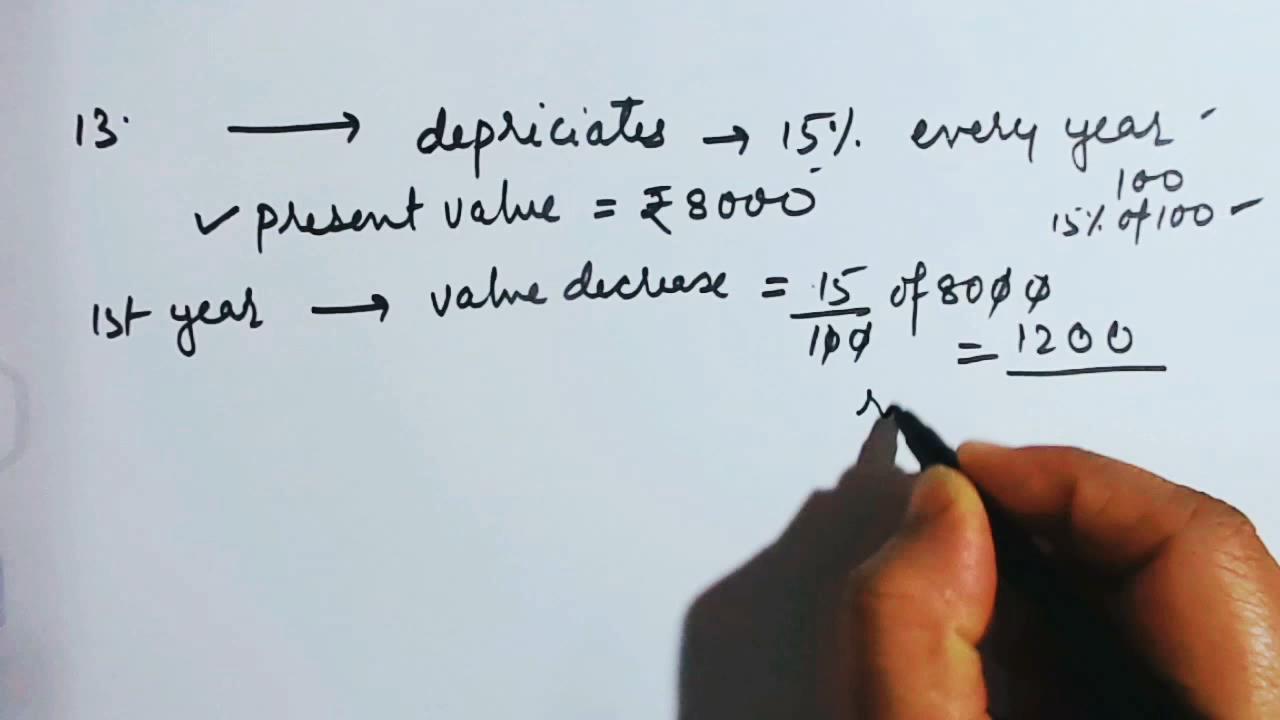 13. → depriciates → 15% every year
✓ present value = ₹8000
100
15% of 100
1st year → value decrease = 15/100 of 8000
= 1200